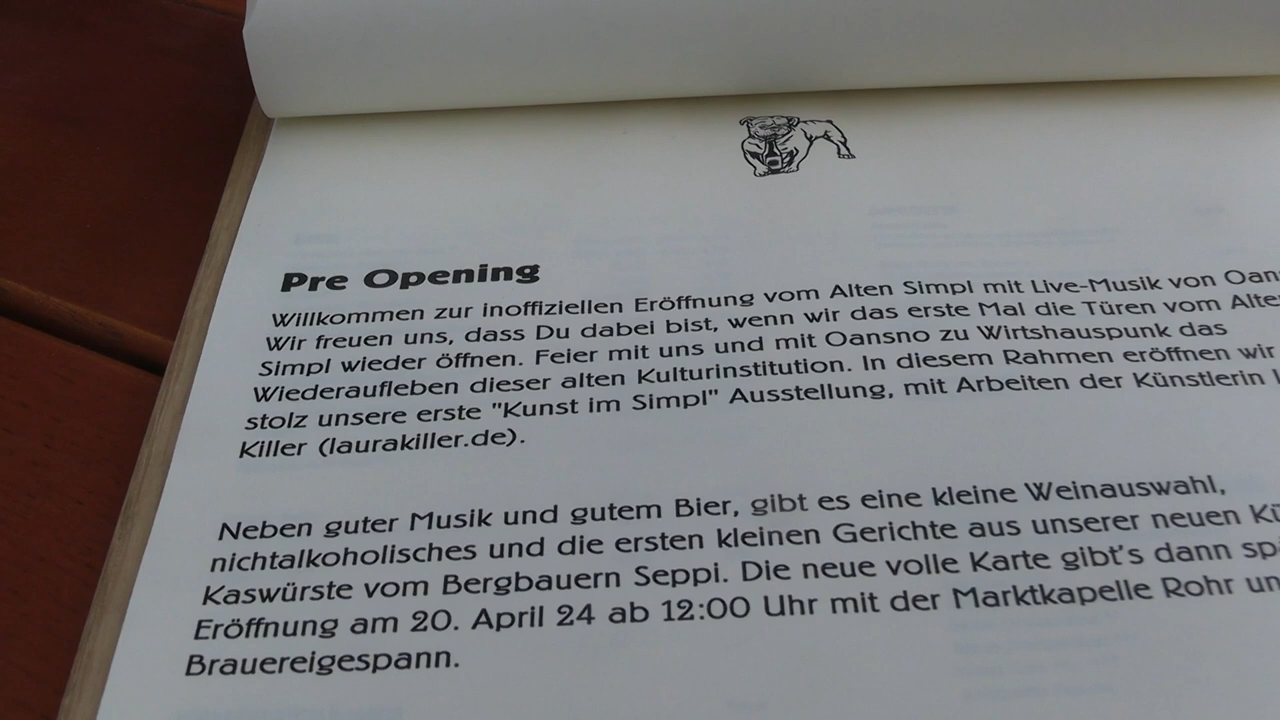 Pre Opening
Willkommen zur inoffiziellen Eröffnung vom Alten Simpl mit Live-Musik von
Wir freuen uns, dass Du dabei bist, wenn wir das erste Mal die Türen vom
Simpl wieder öffnen. Feier mit uns und mit Oansno zu Wirtshauspunk das
Wiederaufleben dieser alten Kulturinstitution. In diesem Rahmen eröffnen wir
stolz unsere erste "Kunst im Simpl" Ausstellung, mit Arbeiten der Künstlerin
Killer (laurakiller.de).
Neben guter Musik und gutem Bier, gibt es eine kleine Weinauswahl,
nichtalkoholisches und die ersten kleinen Gerichte aus unserer neuen
Kaswürste vom Bergbauern Seppi. Die neue volle Karte gibt's dann
Eröffnung am 20. April 24 ab 12:00 Uhr mit der Marktkapelle Rohr
Brauereigespann.